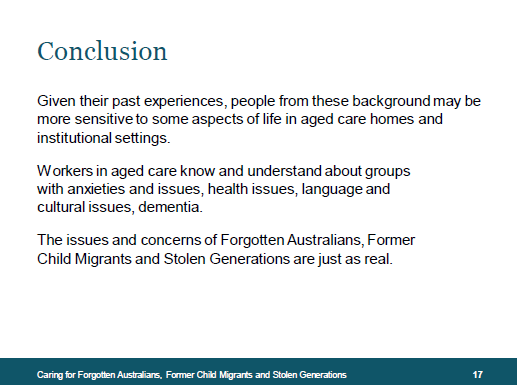 Conclusion
Given their past experiences, people from these background may be
more sensitive to some aspects of life in aged care homes and
institutional settings.
Workers in aged care know and understand about groups
with anxieties and issues, health issues, language and
cultural issues, dementia.
The issues and concerns of Forgotten Australians, Former
Child Migrants and Stolen Generations are just as real.
Caring for Forgotten Australians, Former Child Migrants and Stolen Generations 17